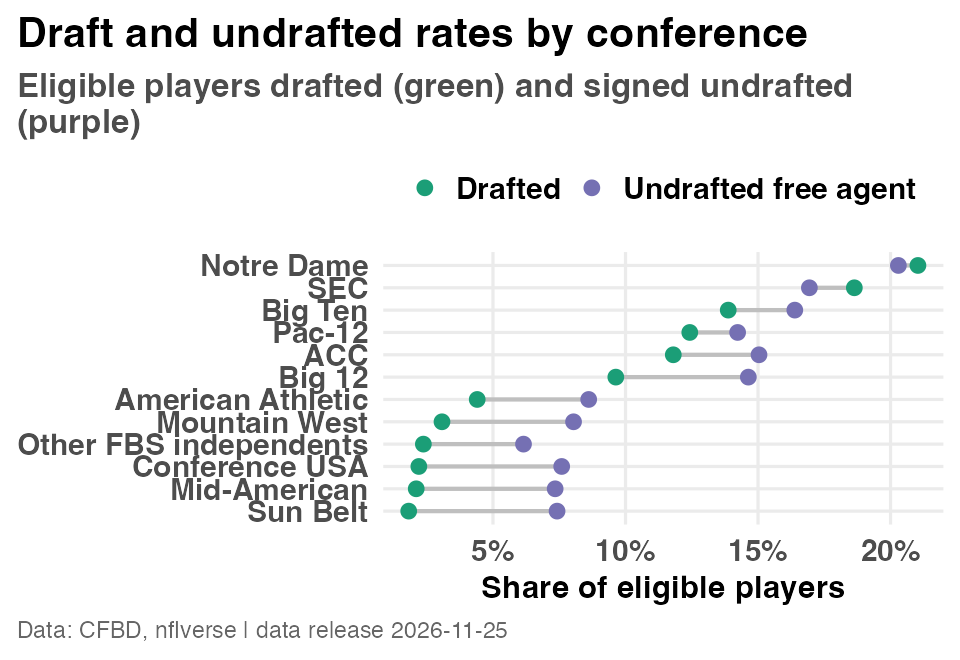 Draft and undrafted rates by conference
Eligible players drafted (green) and signed undrafted
(purple)
Drafted
Undrafted free agent
Notre Dame
SEC
Big Ten
Pac-12
ACC
Big 12
American Athletic
Mountain West
Other FBS independents
Conference USA
Mid-American
Sun Belt
5% 10% 15% 20%
Share of eligible players
Data: CFBD, nflverse | data release 2026-11-25